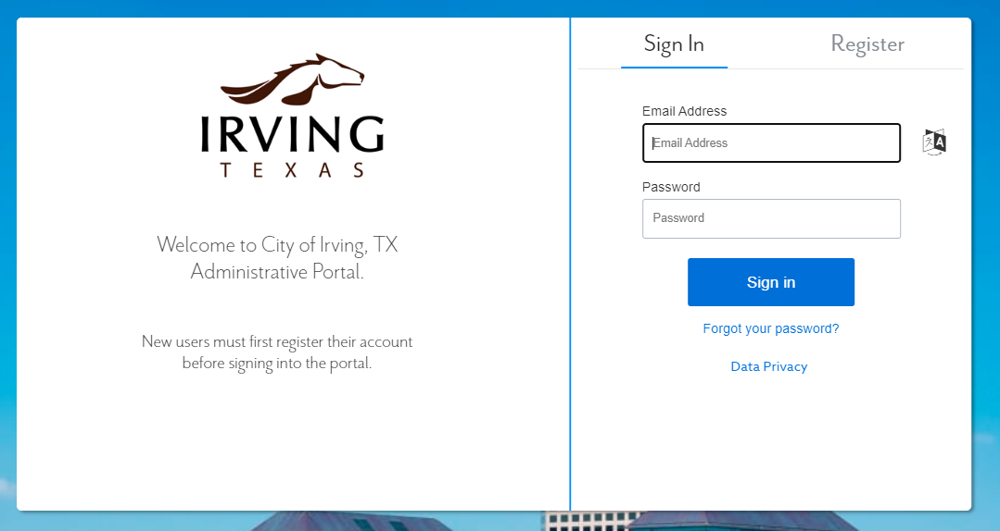 IRVING
TEXAS
Welcome to City of Irving, TX
Administrative Portal.
New users must first register their account
before signing into the portal.
Sign In
Register
Email Address
Email Address
A
Password
Password
Sign in
Forgot your password?
Data Privacy